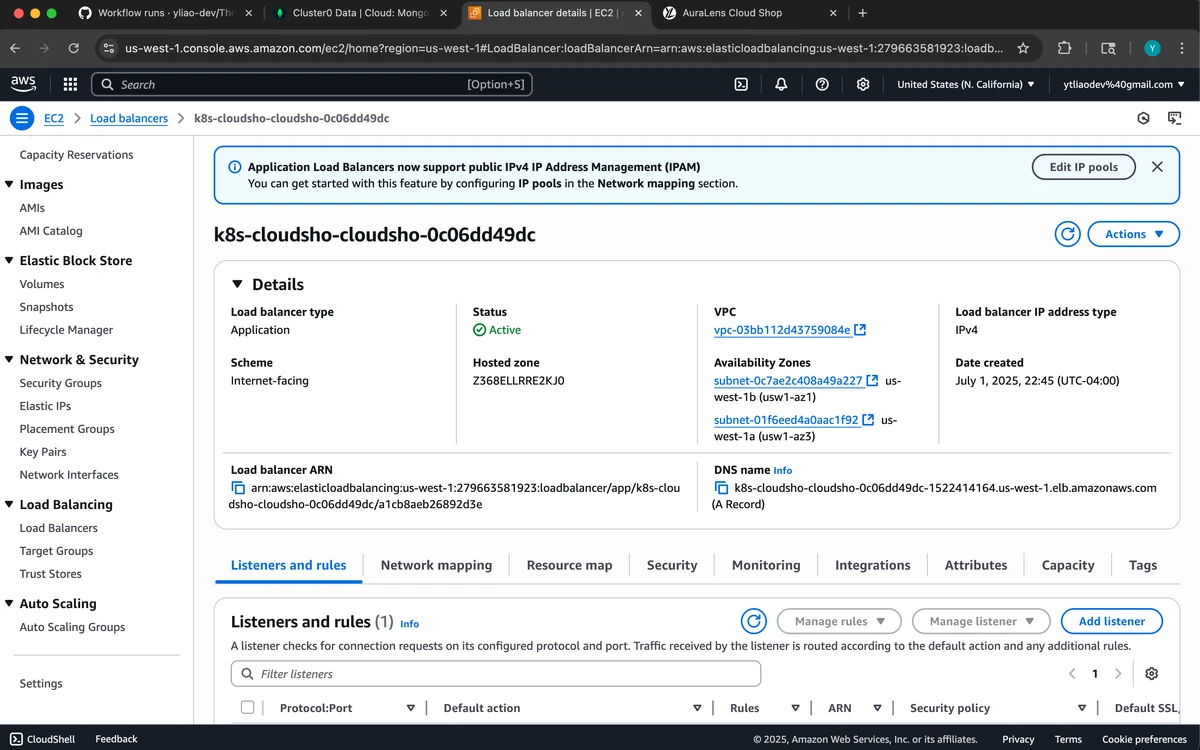 Workflow runs · yliao-dev/Thr
Cluster0 Data | Cloud: Mongo
Load balancer details | EC2 |
AuraLens Cloud Shop
us-west-1.console.aws.amazon.com/ec2/home?region=us-west-1#LoadBalancer:loadBalancerArn=arn:aws:elasticloadbalancing:us-west-1:279663581923:loadb...
Y
aws
Search
[Option+S]
United States (N. California)
ytliaodev%40gmail.com
EC2
Load balancers
k8s-cloudsho-cloudsho-0c06dd49dc
Capacity Reservations
Images
AMIs
AMI Catalog
Elastic Block Store
Volumes
Snapshots
Lifecycle Manager
Network & Security
Security Groups
Elastic IPs
Placement Groups
Key Pairs
Network Interfaces
Load Balancing
Load Balancers
Target Groups
Trust Stores
Auto Scaling
Auto Scaling Groups
Settings
Application Load Balancers now support public IPv4 IP Address Management (IPAM)
You can get started with this feature by configuring IP pools in the Network mapping section.
Edit IP pools
k8s-cloudsho-cloudsho-0c06dd49dc
Actions
Details
Load balancer type
Application
Status
Active
VPC
vpc-03bb112d43759084e
Load balancer IP address type
IPv4
Scheme
Internet-facing
Hosted zone
Z368ELLRRE2KJ0
Availability Zones
subnet-0c7ae2c408a49a227 us-
west-1b (usw1-az1)
subnet-01f6eed4a0aac1f92 us-
west-1a (usw1-az3)
Date created
July 1, 2025, 22:45 (UTC-04:00)
Load balancer ARN
arn:aws:elasticloadbalancing:us-west-1:279663581923:loadbalancer/app/k8s-clou
dsho-cloudsho-0c06dd49dc/a1cb8aeb26892d3e
DNS name Info
k8s-cloudsho-cloudsho-0c06dd49dc-1522414164.us-west-1.elb.amazonaws.com
(A Record)
Listeners and rules
Network mapping
Resource map
Security
Monitoring
Integrations
Attributes
Capacity
Tags
Listeners and rules (1) Info
Manage rules
Manage listener
Add listener
A listener checks for connection requests on its configured protocol and port. Traffic received by the listener is routed according to the default action and any additional rules.
Filter listeners
1
Protocol:Port
Default action
Rules
ARN
Security policy
Default SSL
CloudShell
Feedback
© 2025, Amazon Web Services, Inc. or its affiliates.
Privacy
Terms
Cookie preferences